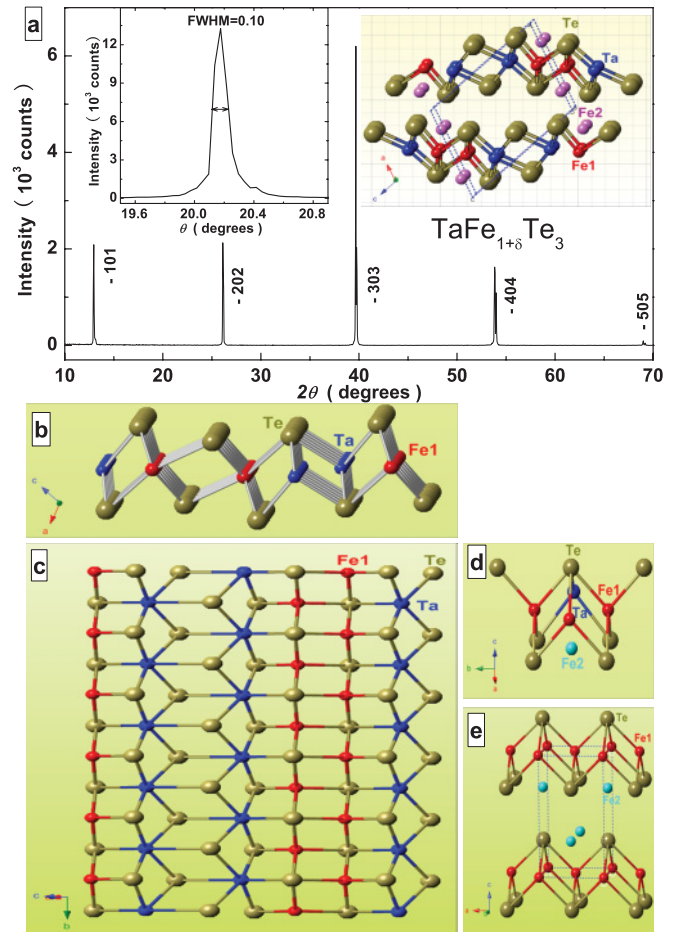 a
FWHM=0.10
Intensity ( 10³ counts)
12
9
6
3
0
19.6 20.0 20.4 20.8
θ ( degrees )
Te
Ta
Fe2
Fe1
a
c
TaFe1+δTe3
Intensity ( 10³ counts)
6
4
2
0
- 101
- 202
- 303
- 404
- 505
10 20 30 40 50 60 70
2θ ( degrees )
b
Te
Ta
Fe1
c
a
c
Fe1
Te
Ta
c
b
d
Te
Fe1
Ta
Fe2
c
b
a
e
Te
Fe1
Fe2
c
a